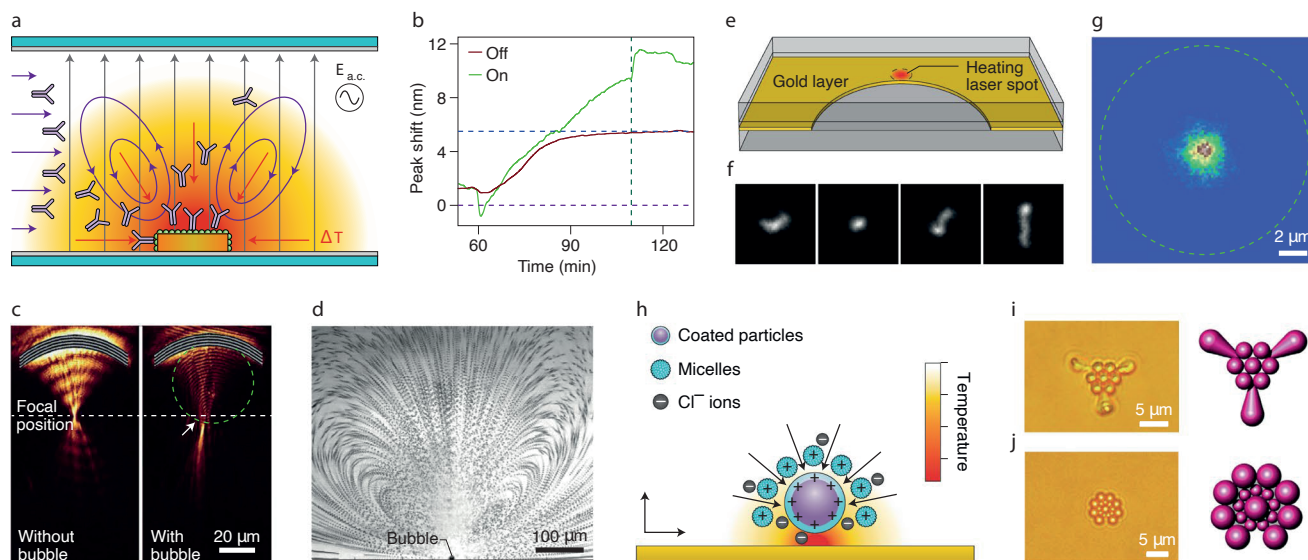 a
E a.c.
ΔT
b
Off
On
Peak shift (nm)
12
8
4
0
60
90
120
Time (min)
c
Focal
position
Without
bubble
With
bubble
20 μm
d
Bubble
100 μm
e
Gold layer
Heating
laser spot
f
g
2 μm
h
Coated particles
Micelles
Cl⁻ ions
Temperature
i
5 μm
j
5 μm